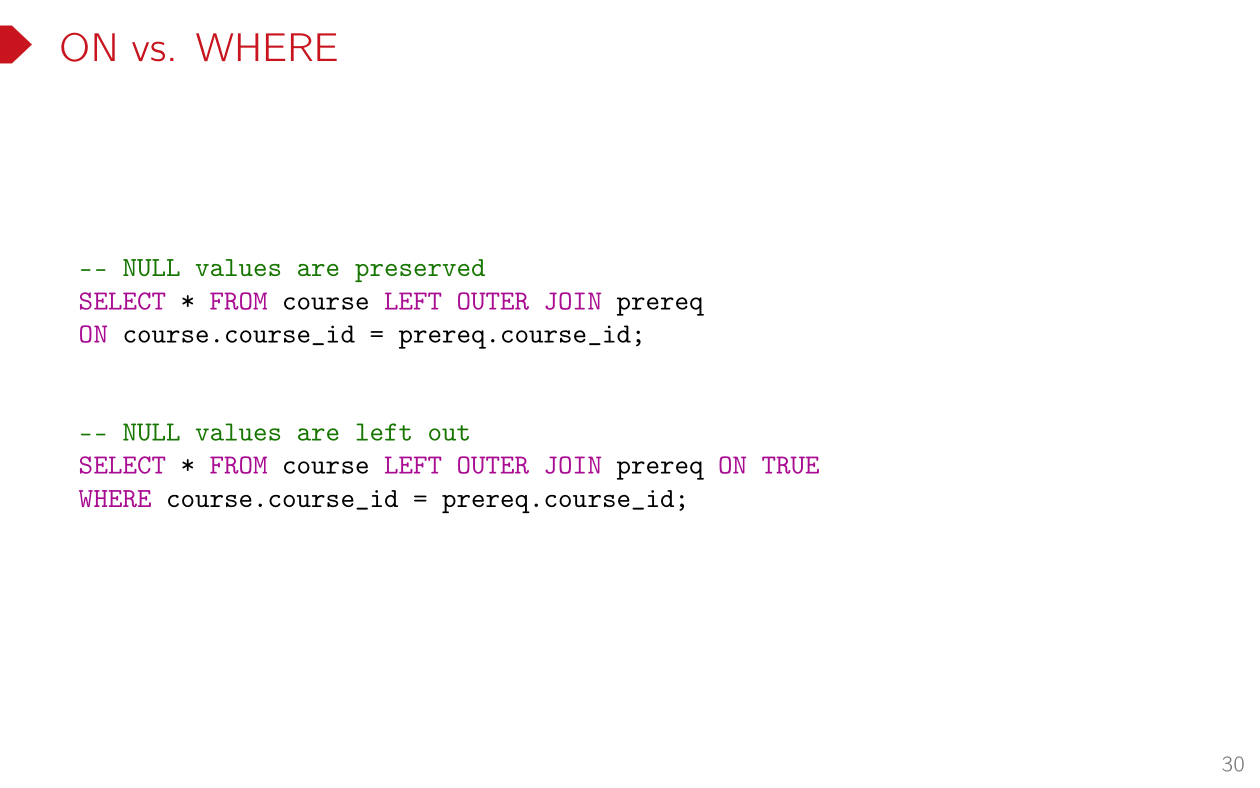 ON vs. WHERE
-- NULL values are preserved
SELECT * FROM course LEFT OUTER JOIN prereq
ON course.course_id = prereq.course_id;
-- NULL values are left out
SELECT * FROM course LEFT OUTER JOIN prereq ON TRUE
WHERE course.course_id = prereq.course_id;
30